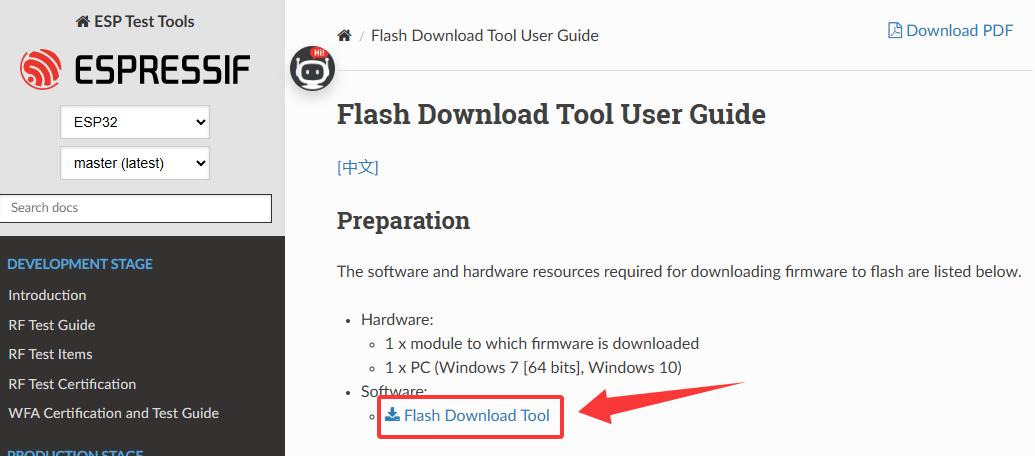 ESP Test Tools
ESPRESSIF
ESP32
master (latest)
Search docs
DEVELOPMENT STAGE
Introduction
RF Test Guide
RF Test Items
RF Test Certification
WFA Certification and Test Guide
PRODUCTION STAGE
/ Flash Download Tool User Guide
Download PDF
Hi!
Flash Download Tool User Guide
[中文]
Preparation
The software and hardware resources required for downloading firmware to flash are listed below.
• Hardware:
◦ 1 x module to which firmware is downloaded
◦ 1 x PC (Windows 7 [64 bits], Windows 10)
• Software:
◦ Flash Download Tool